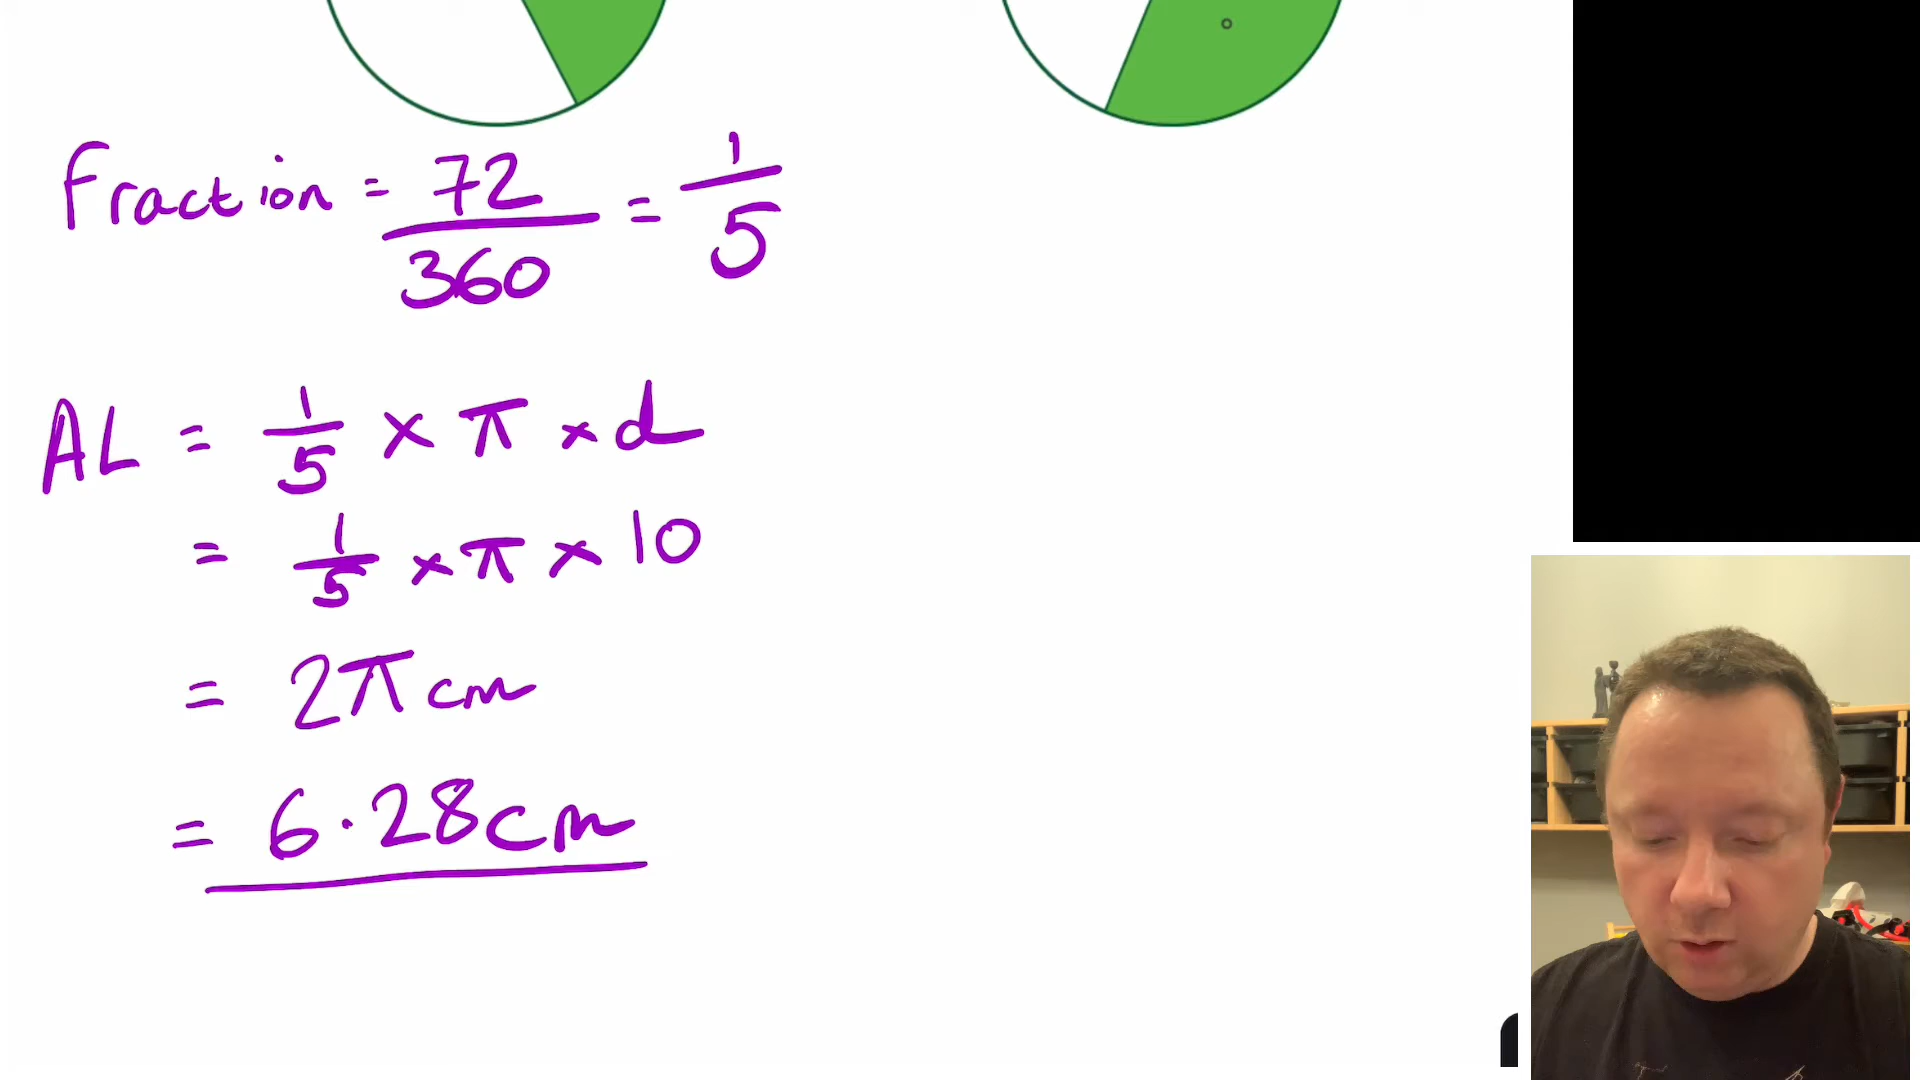 Fraction = 72/360 = 1/5
AL = 1/5 × π × d
= 1/5 × π × 10
= 2π cm
= 6.28cm